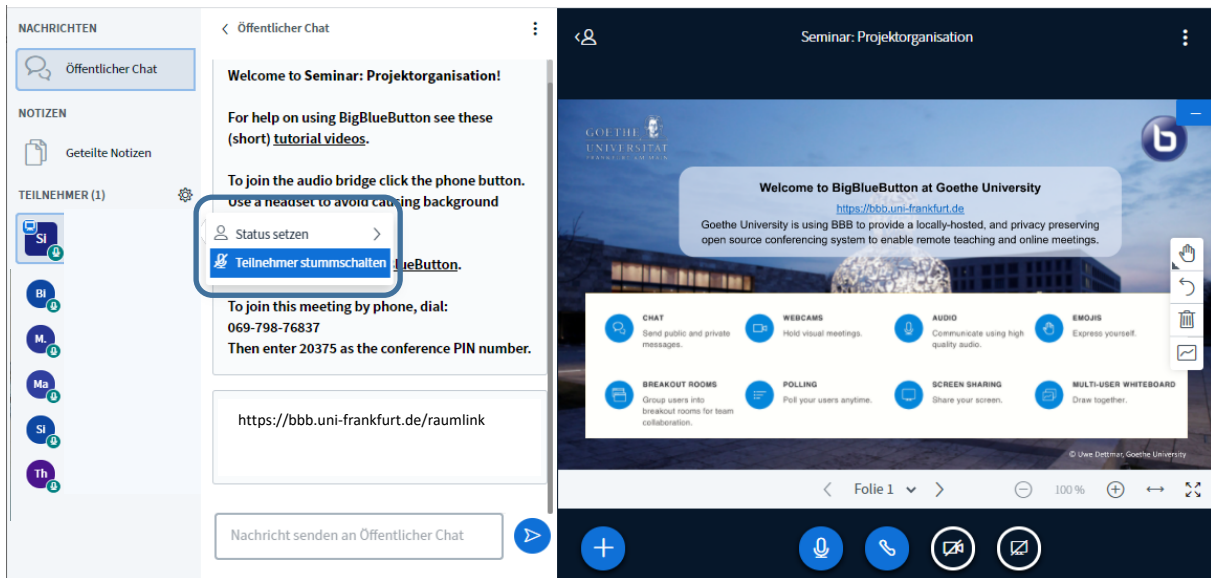 NACHRICHTEN
Öffentlicher Chat
NOTIZEN
Geteilte Notizen
TEILNEHMER (1)
Si
Bi
M.
Ma
Si
Th
Öffentlicher Chat
Welcome to Seminar: Projektorganisation!
For help on using BigBlueButton see these
(short) tutorial videos.
To join the audio bridge click the phone button.
Use a headset to avoid causing background
Status setzen
Teilnehmer stummschalten
lueButton.
To join this meeting by phone, dial:
069-798-76837
Then enter 20375 as the conference PIN number.
https://bbb.uni-frankfurt.de/raumlink
Nachricht senden an Öffentlicher Chat
Seminar: Projektorganisation
GOETHE
UNIVERSITÄT
FRANKFURT AM MAIN
b
Welcome to BigBlueButton at Goethe University
https://bbb.uni-frankfurt.de
Goethe University is using BBB to provide a locally-hosted, and privacy preserving
open source conferencing system to enable remote teaching and online meetings.
CHAT
Send public and private
messages.
WEBCAMS
Hold visual meetings.
AUDIO
Communicate using high
quality audio.
EMOJIS
Express yourself.
BREAKOUT ROOMS
Group users into
breakout rooms for team
collaboration.
POLLING
Poll your users anytime.
SCREEN SHARING
Share your screen.
MULTI-USER WHITEBOARD
Draw together.
© Uwe Dettmar, Goethe University
Folie 1
100 %